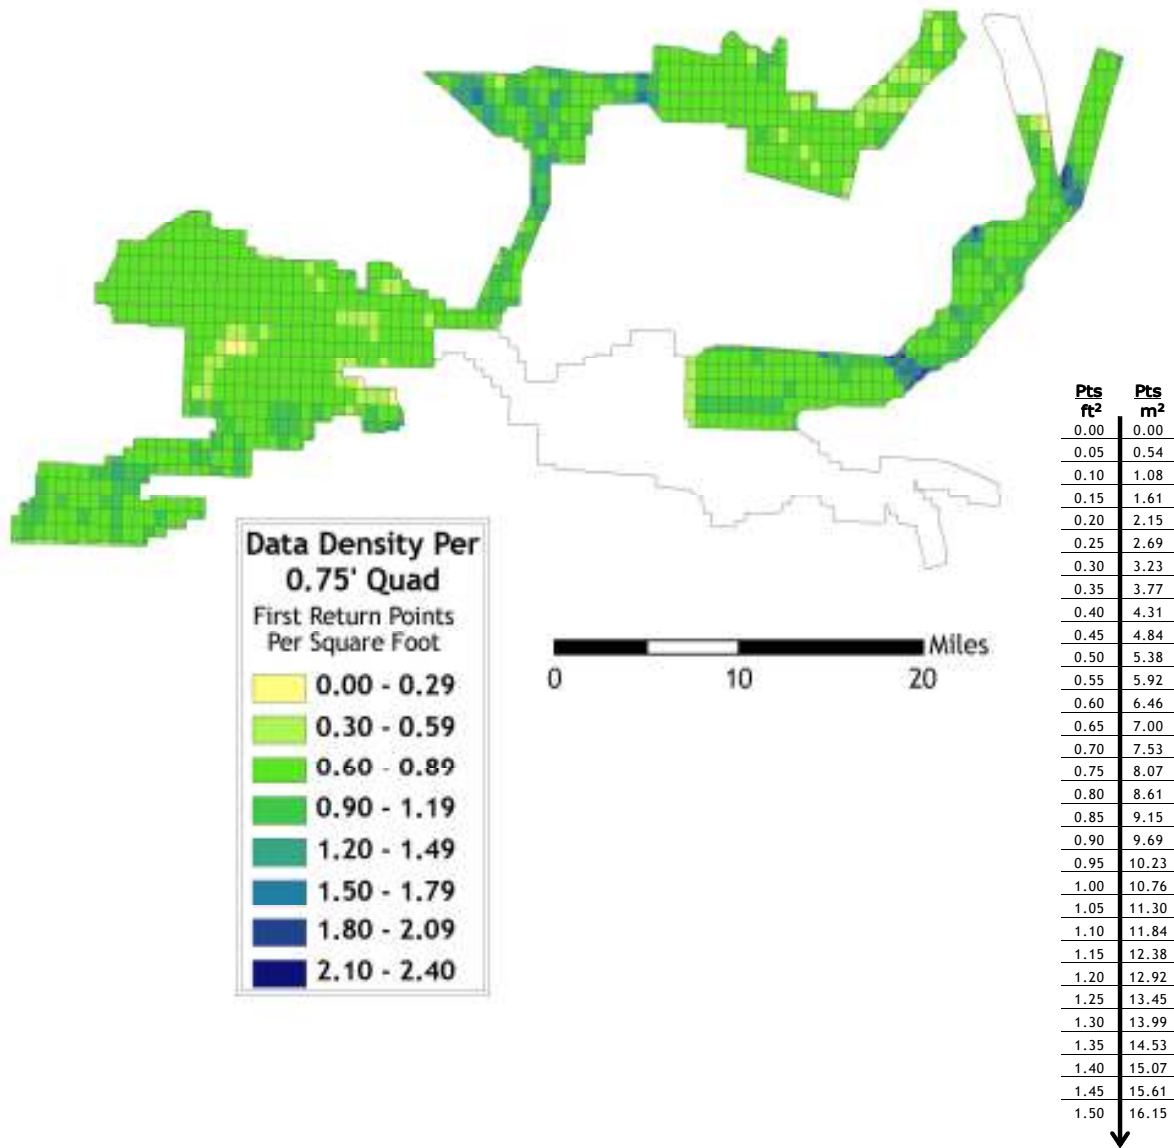 Data Density Per
0.75' Quad
First Return Points
Per Square Foot
0.00 - 0.29
0.30 - 0.59
0.60 - 0.89
0.90 - 1.19
1.20 - 1.49
1.50 - 1.79
1.80 - 2.09
2.10 - 2.40
Miles
0 10 20
Pts Pts
ft² m²
0.00 0.00
0.05 0.54
0.10 1.08
0.15 1.61
0.20 2.15
0.25 2.69
0.30 3.23
0.35 3.77
0.40 4.31
0.45 4.84
0.50 5.38
0.55 5.92
0.60 6.46
0.65 7.00
0.70 7.53
0.75 8.07
0.80 8.61
0.85 9.15
0.90 9.69
0.95 10.23
1.00 10.76
1.05 11.30
1.10 11.84
1.15 12.38
1.20 12.92
1.25 13.45
1.30 13.99
1.35 14.53
1.40 15.07
1.45 15.61
1.50 16.15